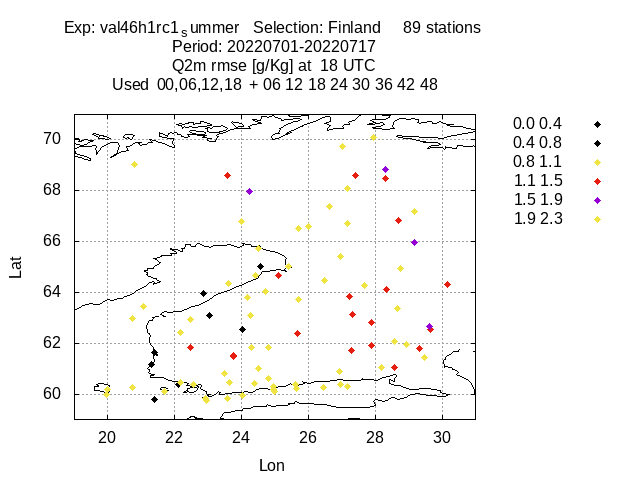 Exp: val46h1rc1summer Selection: Finland 89 stations
Period: 20220701-20220717
Q2m rmse [g/Kg] at 18 UTC
Used 00,06,12,18 + 06 12 18 24 30 36 42 48
0.0 0.4
0.4 0.8
0.8 1.1
1.1 1.5
1.5 1.9
1.9 2.3
70
68
66
64
62
60
Lat
20 22 24 26 28 30
Lon